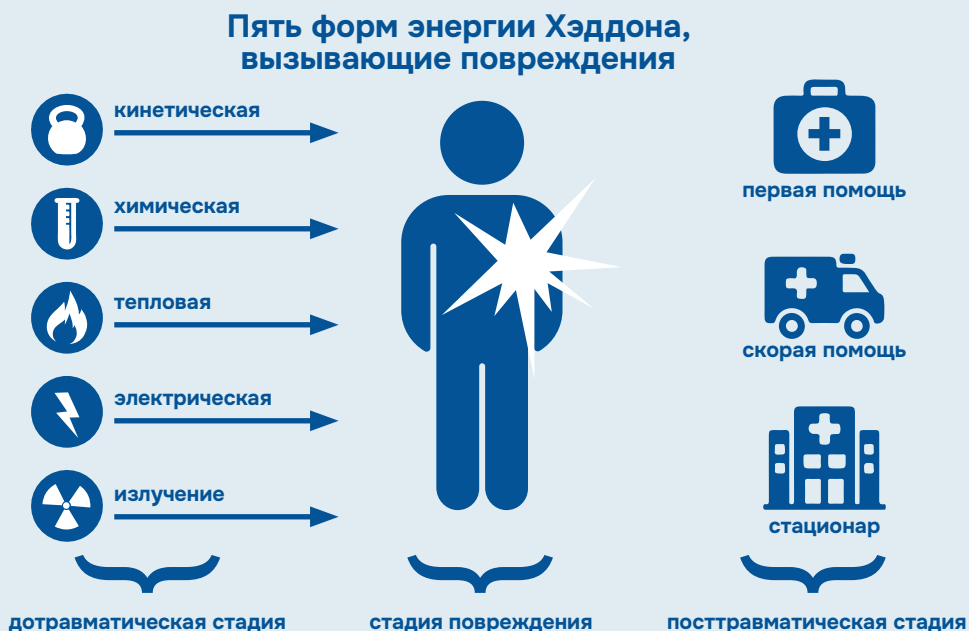 Пять форм энергии Хэддона,
вызывающие повреждения
кинетическая
химическая
тепловая
электрическая
излучение
первая помощь
скорая помощь
стационар
дотравматическая стадия
стадия повреждения
посттравматическая стадия